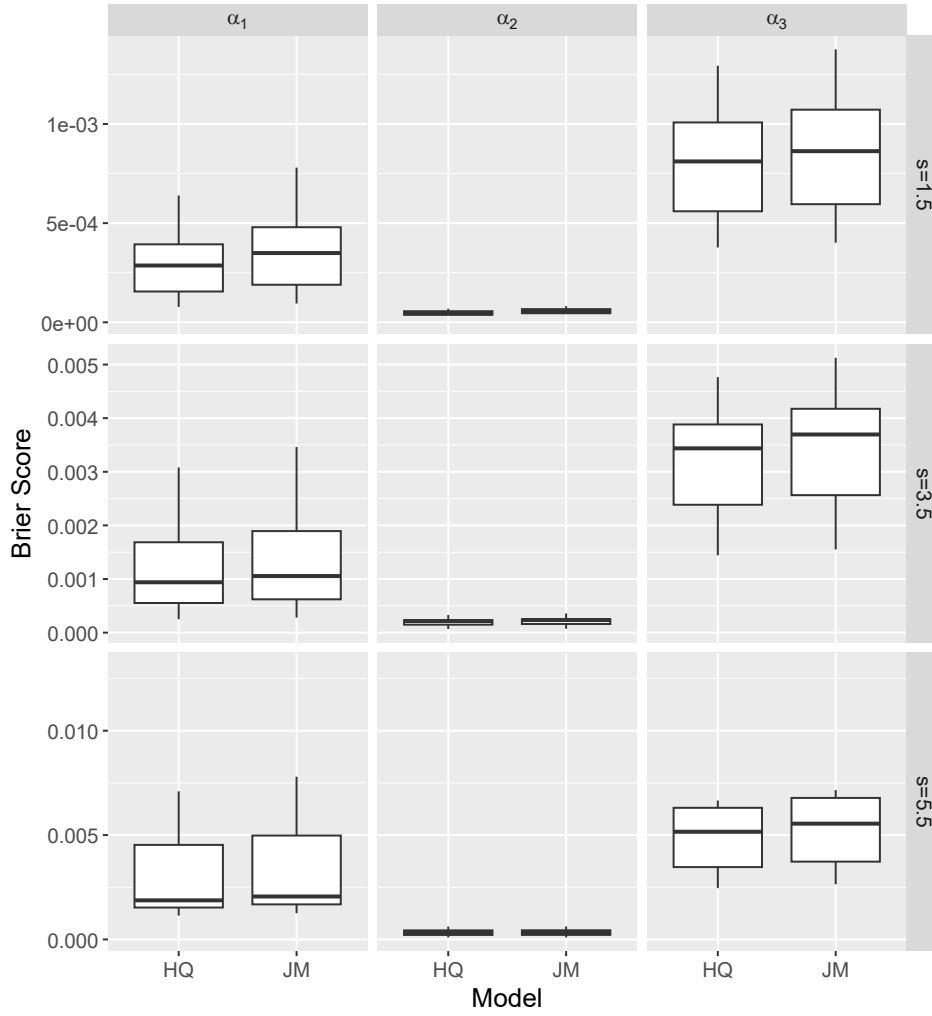 α₁ α₂ α₃
Brier Score
1e-03
5e-04
0e+00
s=1.5
0.005
0.004
0.003
0.002
0.001
0.000
s=3.5
0.010
0.005
0.000
s=5.5
HQ JM HQ JM HQ JM
Model